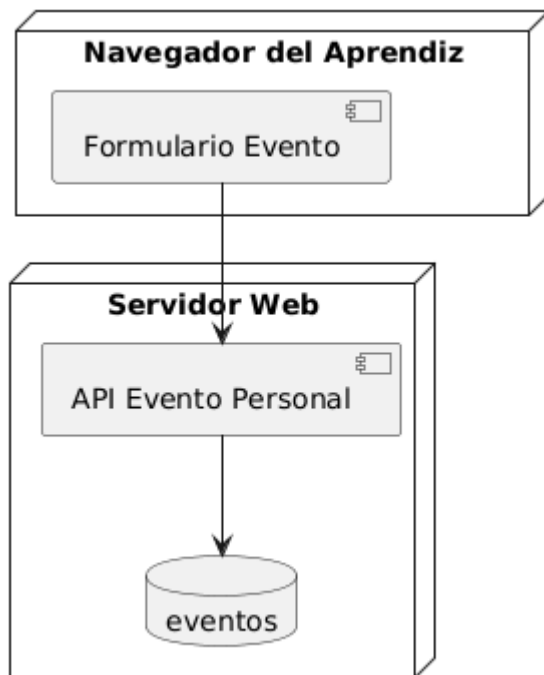 Navegador del Aprendiz
Formulario Evento
Servidor Web
API Evento Personal
eventos